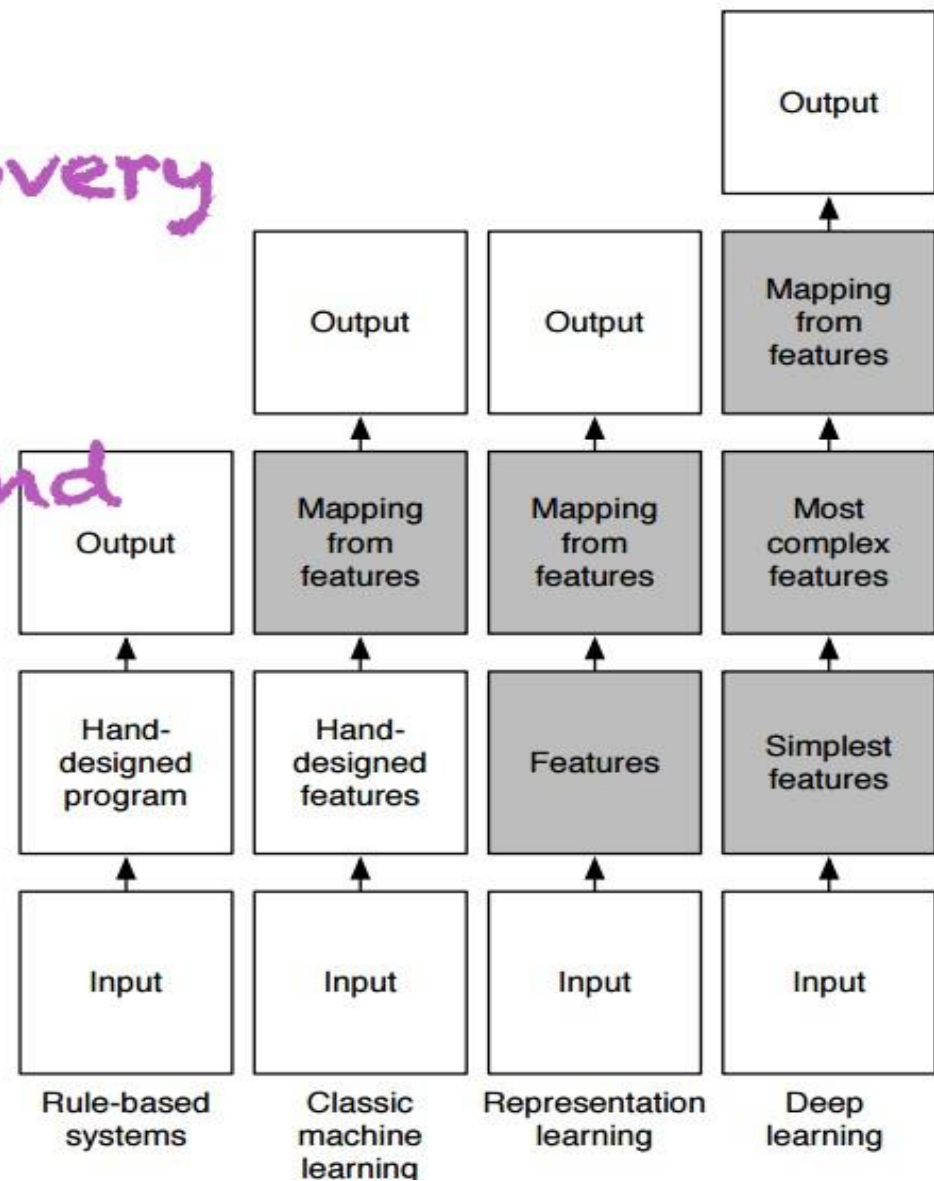 overy
nd
Output
Mapping
from
features
Most
complex
features
Simplest
features
Input
Deep
learning
Output
Mapping
from
features
Features
Input
Representation
learning
Output
Mapping
from
features
Hand-
designed
features
Input
Classic
machine
learning
Output
Hand-
designed
program
Input
Rule-based
systems